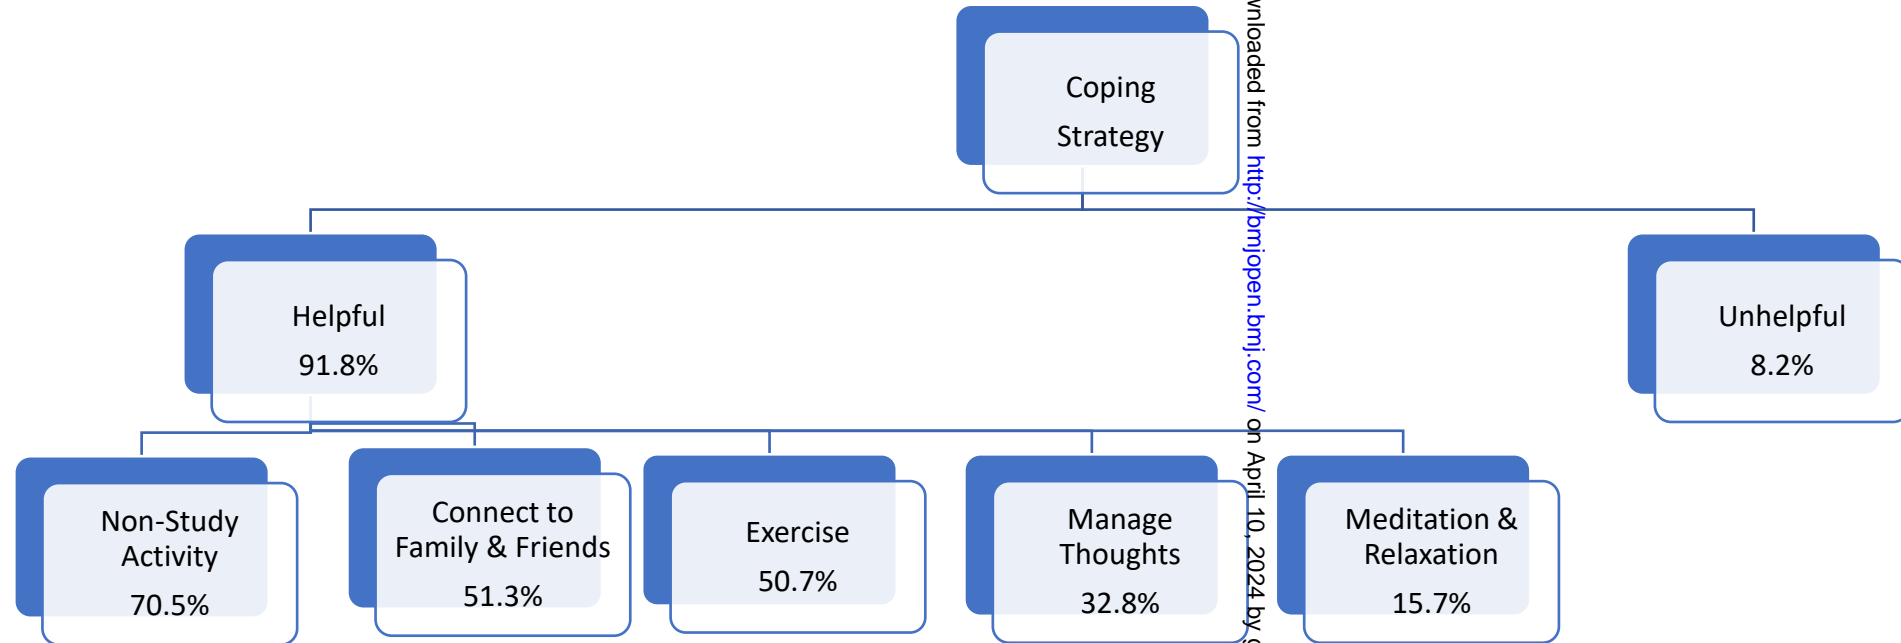 Coping
Strategy
Helpful
91.8%
Unhelpful
8.2%
Non-Study
Activity
70.5%
Connect to
Family & Friends
51.3%
Exercise
50.7%
Manage
Thoughts
32.8%
Meditation &
Relaxation
15.7%
from http://bmjopen.bmj.com/ on April 10, 2024 by